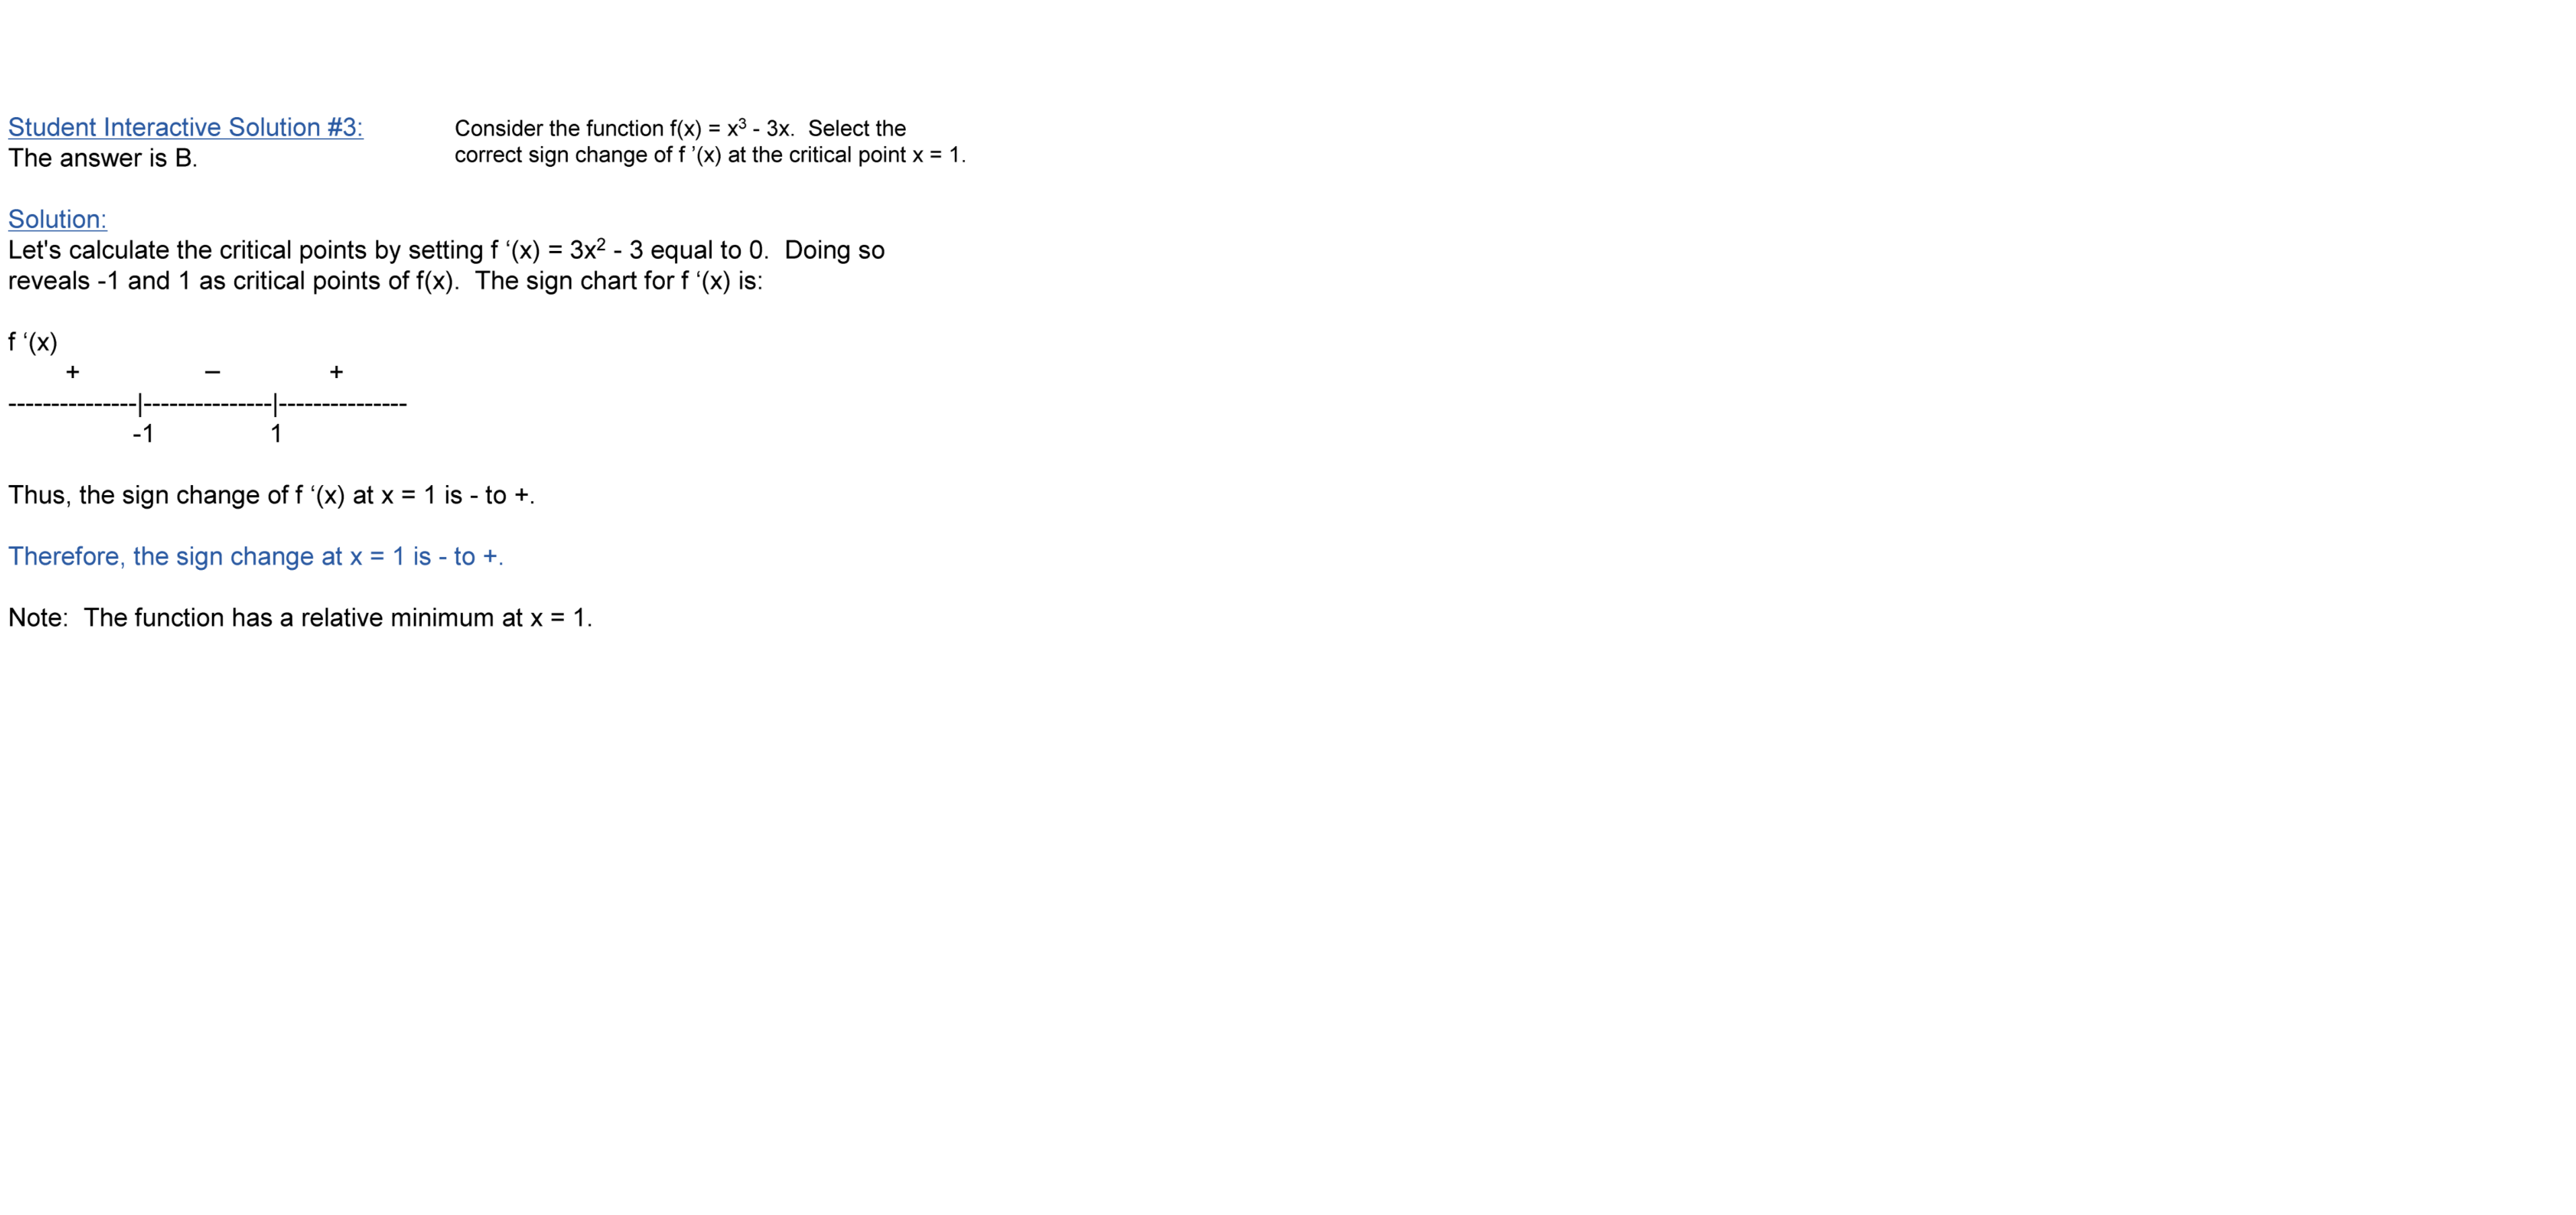 Student Interactive Solution #3:
The answer is B.
Consider the function f(x) = x³ - 3x.  Select the
correct sign change of f ’(x) at the critical point x = 1.
Solution:
Let's calculate the critical points by setting f ‘(x) = 3x² - 3 equal to 0.  Doing so
reveals -1 and 1 as critical points of f(x).  The sign chart for f ‘(x) is:
f ‘(x)
+ – +
---------------|---------------|---------------
-1 1
Thus, the sign change of f ‘(x) at x = 1 is - to +.
Therefore, the sign change at x = 1 is - to +.
Note:  The function has a relative minimum at x = 1.